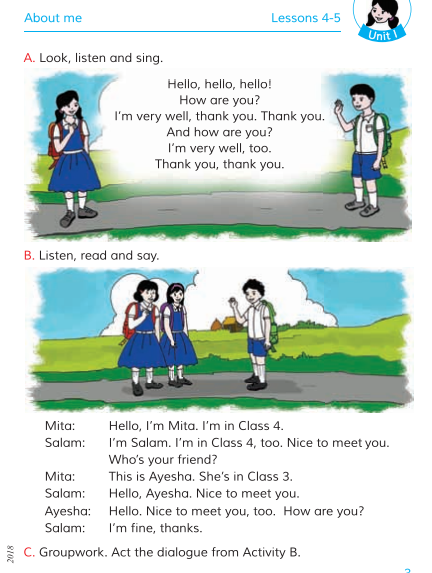 About me
Lessons 4-5
Unit 1
A. Look, listen and sing.
Hello, hello, hello!
How are you?
I'm very well, thank you. Thank you.
And how are you?
I'm very well, too.
Thank you, thank you.
B. Listen, read and say.
Mita: Hello, I'm Mita. I'm in Class 4.
Salam: I'm Salam. I'm in Class 4, too. Nice to meet you.
Who's your friend?
Mita: This is Ayesha. She's in Class 3.
Salam: Hello, Ayesha. Nice to meet you.
Ayesha: Hello. Nice to meet you, too. How are you?
Salam: I'm fine, thanks.
C. Groupwork. Act the dialogue from Activity B.
2018